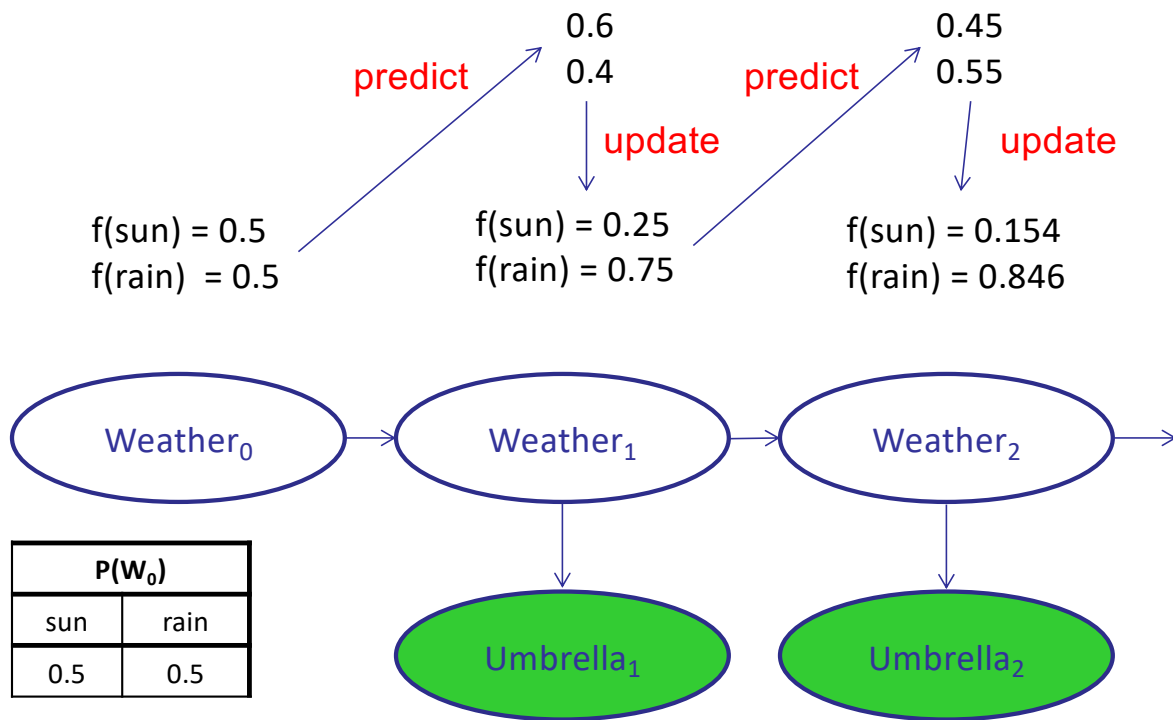 0.6
0.4
0.45
0.55
predict
predict
update
update
f(sun) = 0.5
f(rain) = 0.5
f(sun) = 0.25
f(rain) = 0.75
f(sun) = 0.154
f(rain) = 0.846
Weather₀
Weather₁
Weather₂
P(W₀)
sun rain
0.5 0.5
Umbrella₁
Umbrella₂